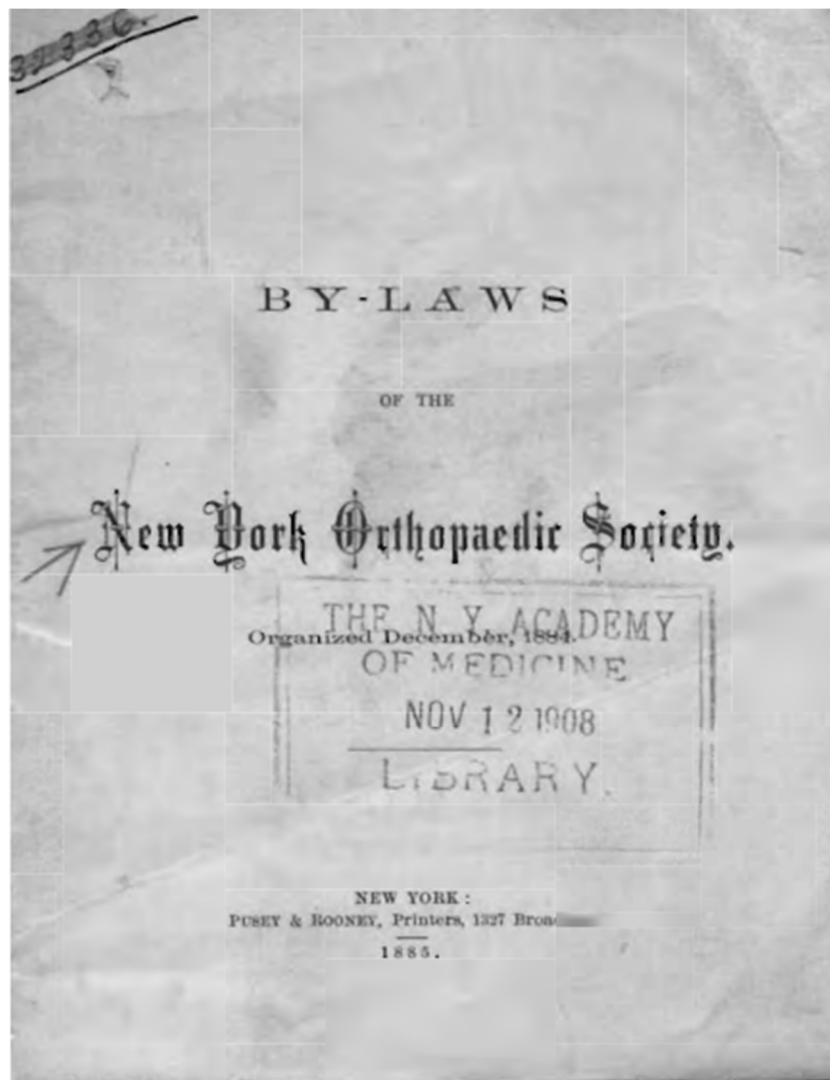 37336.
BY-LAWS
OF THE
New York Orthopaedic Society.
THE N. Y. ACADEMY
Organized December,
OF MEDICINE
NOV 12 1908
LIBRARY.
NEW YORK:
PUSEY & ROONEY, Printers, 1327
1885.